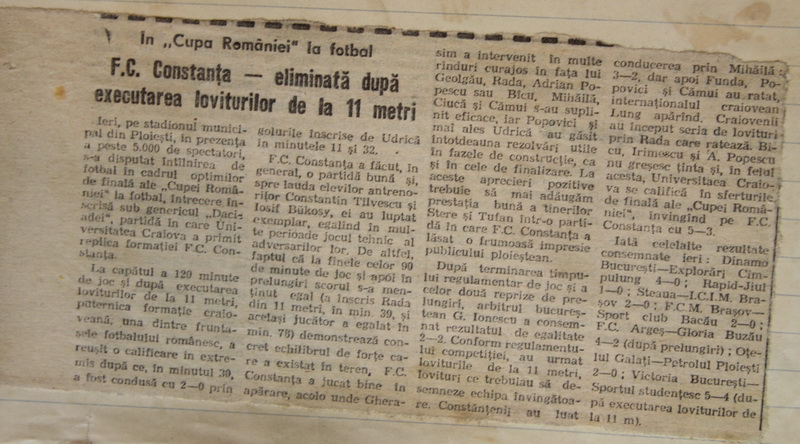 In „Cupa României" la fotbal
F.C. Constanța — eliminată după
executarea loviturilor de la 11 metri
Ieri, pe stadionul munici-
pal din Ploiești, în prezența
a peste 5.000 de spectatori,
s-a disputat întîlnirea de
fotbal în cadrul optimilor
de finală ale „Cupei Româ-
niei" la fotbal, întrecere în-
scrisă sub genericul „Dacia-
adei", partidă în care Uni-
versitatea Craiova a primit
replica formației F.C. Con-
stanța.
La capătul a 120 minute
de joc și după executarea
loviturilor de la 11 metri,
puternica formație craio-
veană, una dintre frunta-
sele fotbalului românesc, a
reușit o calificare in extre-
mis după ce, în minutul 39,
a fost condusă cu 2—0 prin
golurile înscrise de Udrică
în minutele 11 și 32.
F.C. Constanța a făcut, în
general, o partidă bună și,
spre lauda elevilor antreno-
rilor Constantin Tilvescu și
Iosif Bükosy, ei au luptat
exemplar, egalînd în mul-
te perioade jocul tehnic al
adversarilor lor. De altfel,
faptul că la finele celor 90
de minute de joc și apoi în
prelungiri scorul s-a men-
ținut egal (a înscris Rada
din 11 metri, în min. 39, și
același jucător a egalat în
min. 75) demonstrează con-
cret echilibrul de forțe ca-
re a existat în teren, F.C.
Constanța a jucat bine în
apărare, acolo unde Ghera-
sim a intervenit în multe
rînduri curajos în fața lui
Geolgău, Rada, Adrian Po-
pescu sau Bicu, Mihăilă,
Ciucă și Câmui s-au supli-
nit eficace, iar Popovici și
mai ales Udrică au găsit
întotdeauna rezolvări utile
în fazele de construcție, ca
și în cele de finalizare. La
aceste aprecieri pozitive
trebuie să mai adăugăm
prestația bună a tinerilor
Stere și Tufan într-o parti-
dă în care F.C. Constanța a
lăsat o frumoasă impresie
publicului ploieștean.
După terminarea timpu-
lui regulamentar de joc și a
celor două reprize de pre-
lungiri, arbitrul bucureș-
tean G. Ionescu a consem-
nat rezultatul de egalitate
2—2. Conform regulamentu-
lui competiției, au urmat
loviturile de la 11 metri,
lovituri ce trebuiau să de-
semneze echipa învingătoa-
re. Constănțenii au luat
conducerea prin Mihăilă :
3—2, dar apoi Funda, Po-
povici și Câmui au ratat,
internaționalul craiovean
Lung apărînd. Craiovenii
au început seria de lovituri
prin Rada care ratează. Bi-
cu, Irimescu și A. Popescu
nu greșesc ținta și, în felul
acesta, Universitatea Craio-
va se califică în sferturile
de finală ale „Cupei Româ-
niei", învingînd pe F.C.
Constanța cu 5—3.
Iată celelalte rezultate
consemnate ieri : Dinamo
București—Explorări Cîm-
pulung 4—0 ; Rapid-Jiul
1—0 ; Steaua—I.C.I.M. Bra-
șov 2—0 ; F.C.M. Brașov—
Sport club Bacău 2—0 ;
F.C. Argeș—Gloria Buzău
4—2 (după prelungiri) ; Oțe-
lul Galați—Petrolul Ploiești
2—0 ; Victoria București—
Sportul studențesc 5—4 (du-
pă executarea loviturilor de
la 11 m).